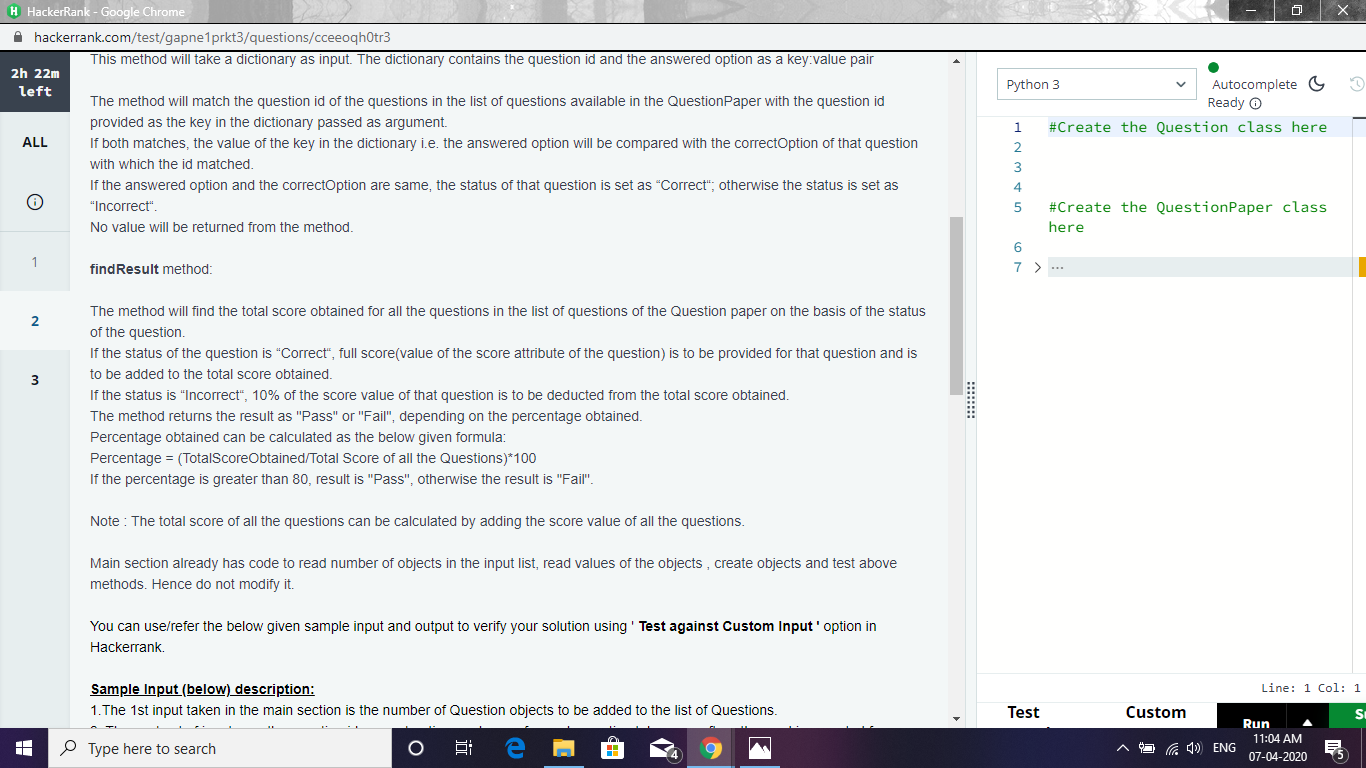 HackerRank - Google Chrome
hackerrank.com/test/gapne1prkt3/questions/cceeoqh0tr3
2h 22m
left
ALL
1
2
3
This method will take a dictionary as input. The dictionary contains the question id and the answered option as a key:value pair
The method will match the question id of the questions in the list of questions available in the QuestionPaper with the question id
provided as the key in the dictionary passed as argument.
If both matches, the value of the key in the dictionary i.e. the answered option will be compared with the correctOption of that question
with which the id matched.
If the answered option and the correctOption are same, the status of that question is set as “Correct“; otherwise the status is set as
“Incorrect“.
No value will be returned from the method.
findResult method:
The method will find the total score obtained for all the questions in the list of questions of the Question paper on the basis of the status
of the question.
If the status of the question is “Correct“, full score(value of the score attribute of the question) is to be provided for that question and is
to be added to the total score obtained.
If the status is “Incorrect“, 10% of the score value of that question is to be deducted from the total score obtained.
The method returns the result as "Pass" or "Fail", depending on the percentage obtained.
Percentage obtained can be calculated as the below given formula:
Percentage = (TotalScoreObtained/Total Score of all the Questions)*100
If the percentage is greater than 80, result is "Pass", otherwise the result is "Fail".
Note : The total score of all the questions can be calculated by adding the score value of all the questions.
Main section already has code to read number of objects in the input list, read values of the objects , create objects and test above
methods. Hence do not modify it.
You can use/refer the below given sample input and output to verify your solution using ' Test against Custom Input ' option in
Hackerrank.
Sample Input (below) description:
1.The 1st input taken in the main section is the number of Question objects to be added to the list of Questions.
Python 3
Autocomplete
Ready
1 #Create the Question class here
2
3
4
5 #Create the QuestionPaper class
here
6
7 > ...
Line: 1 Col: 1
Test
Custom
Run
Type here to search
4
ENG
11:04 AM
07-04-2020
5